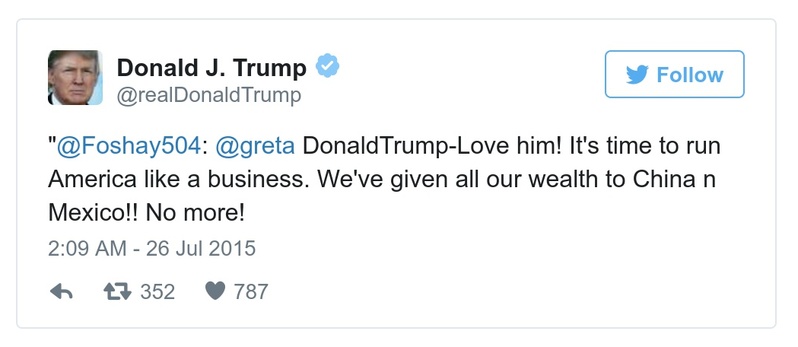 Donald J. Trump
@realDonaldTrump
Follow
"@Foshay504: @greta DonaldTrump-Love him! It's time to run
America like a business. We've given all our wealth to China n
Mexico!! No more!
2:09 AM - 26 Jul 2015
352 787